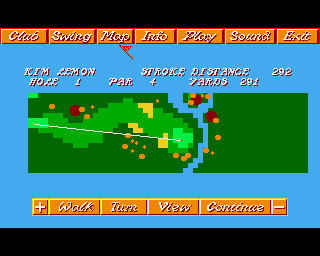 Club Swing Map Info Play Sound Exit
KIM LEMON STROKE DISTANCE 292
HOLE 1 PAR 4 YARDS 291
+ Walk Turn View Continue -